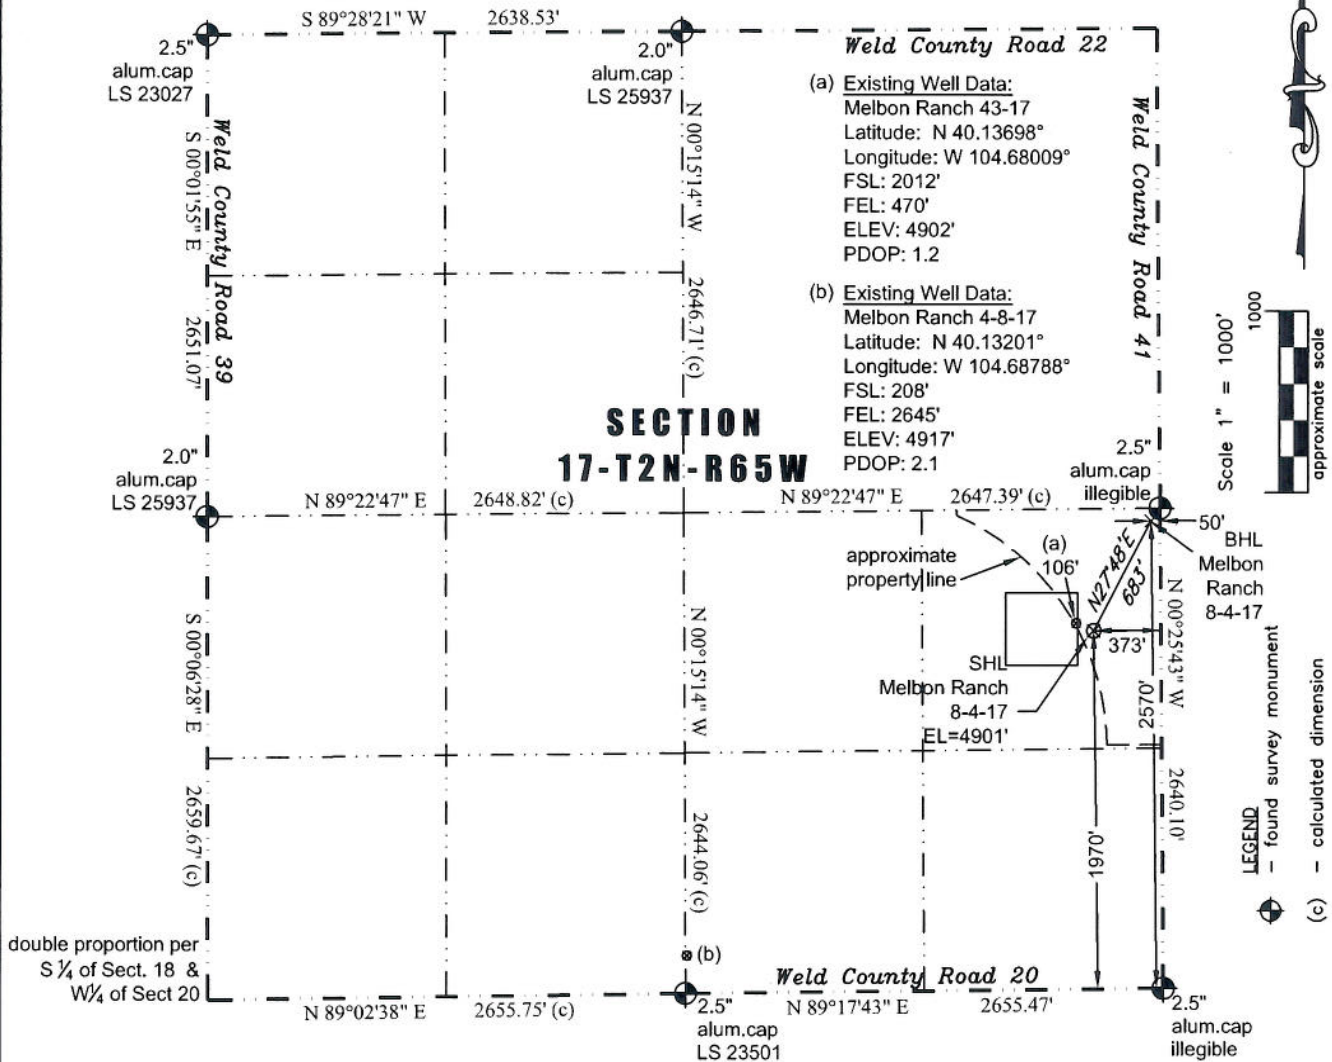 S 89°28'21" W 2638.53'
2.5"
alum.cap
LS 23027
2.0"
alum.cap
LS 25937
Weld County Road 22
(a) Existing Well Data:
Melbon Ranch 43-17
Latitude: N 40.13698°
Longitude: W 104.68009°
FSL: 2012'
FEL: 470'
ELEV: 4902'
PDOP: 1.2
(b) Existing Well Data:
Melbon Ranch 4-8-17
Latitude: N 40.13201°
Longitude: W 104.68788°
FSL: 208'
FEL: 2645'
ELEV: 4917'
PDOP: 2.1
S 00°01'55" E 2651.07'
Weld County Road 39
N 00°15'14" W 2646.71' (c)
Weld County Road 41
SECTION
17-T2N-R65W
2.0"
alum.cap
LS 25937
2.5"
alum.cap
illegible
N 89°22'47" E 2648.82' (c)
N 89°22'47" E 2647.39' (c)
50'
BHL
Melbon
Ranch
8-4-17
approximate
property line
(a)
106'
N27°48'E
683'
373'
SHL
Melbon Ranch
8-4-17
EL=4901'
S 00°06'28" E 2659.67' (c)
N 00°15'14" W 2644.06' (c)
N 00°25'43" W 2640.10'
2570'
1970'
(b)
double proportion per
S ¼ of Sect. 18 &
W¼ of Sect 20
Weld County Road 20
N 89°02'38" E 2655.75' (c)
2.5"
alum.cap
LS 23501
N 89°17'43" E 2655.47'
2.5"
alum.cap
illegible
Scale 1" = 1000'
1000
approximate scale
LEGEND
- found survey monument
(c) - calculated dimension